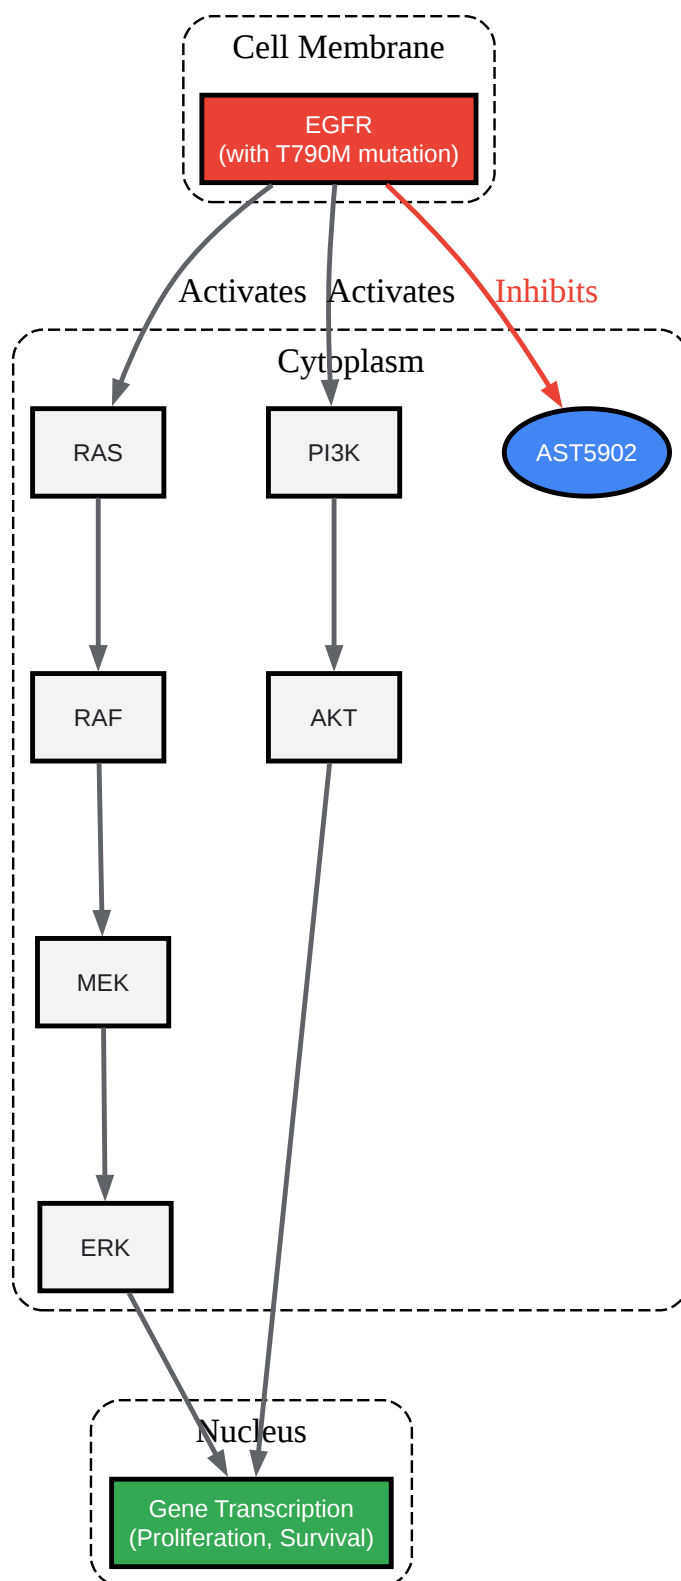 Cell Membrane
EGFR
(with T790M mutation)
Activates
Activates
Inhibits
Cytoplasm
RAS
PI3K
AST5902
RAF
AKT
MEK
ERK
Nucleus
Gene Transcription
(Proliferation, Survival)